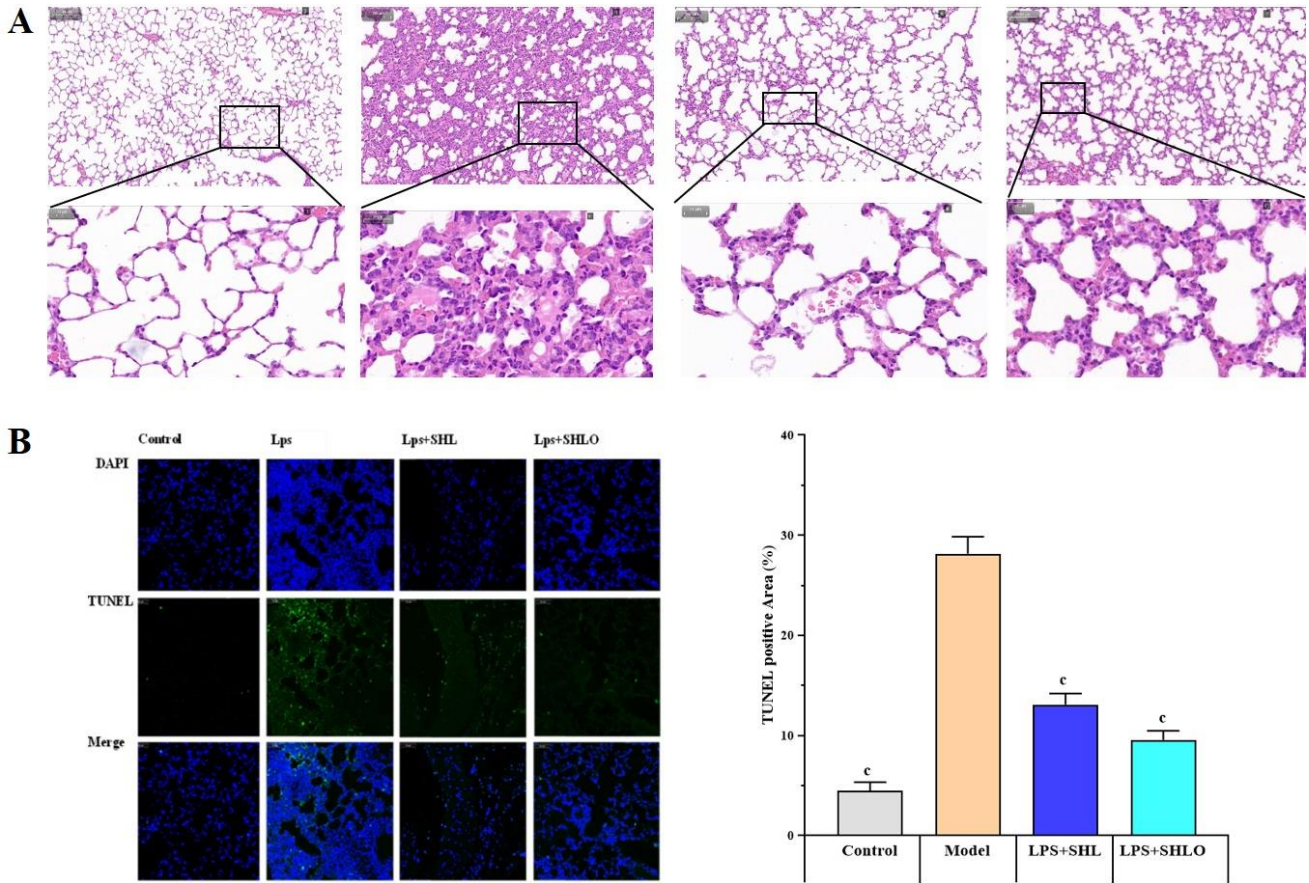 A
B
Control Lps Lps+SHL Lps+SHLO
DAPI
TUNEL
Merge
TUNEL positive Area (%)
40
30
20
10
0
c
c
c
Control Model LPS+SHL LPS+SHLO